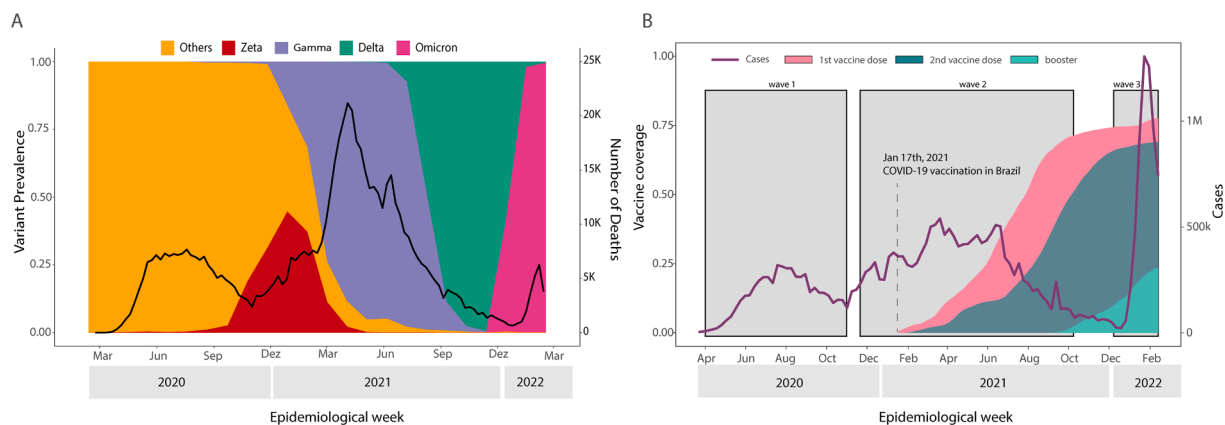 A
Others Zeta Gamma Delta Omicron
1.00
0.75
0.50
0.25
0.00
Variant Prevalence
25K
20K
15K
10K
5K
0
Number of Deaths
Mar Jun Sep Dez Mar Jun Sep Dez Mar
2020 2021 2022
Epidemiological week
B
Cases 1st vaccine dose 2nd vaccine dose booster
wave 1 wave 2 wave 3
Jan 17th, 2021
COVID-19 vaccination in Brazil
1.00
0.75
0.50
0.25
0.00
Vaccine coverage
1M
500k
0
Cases
Apr Jun Aug Oct Dec Feb Apr Jun Aug Oct Dec Feb
2020 2021 2022
Epidemiological week